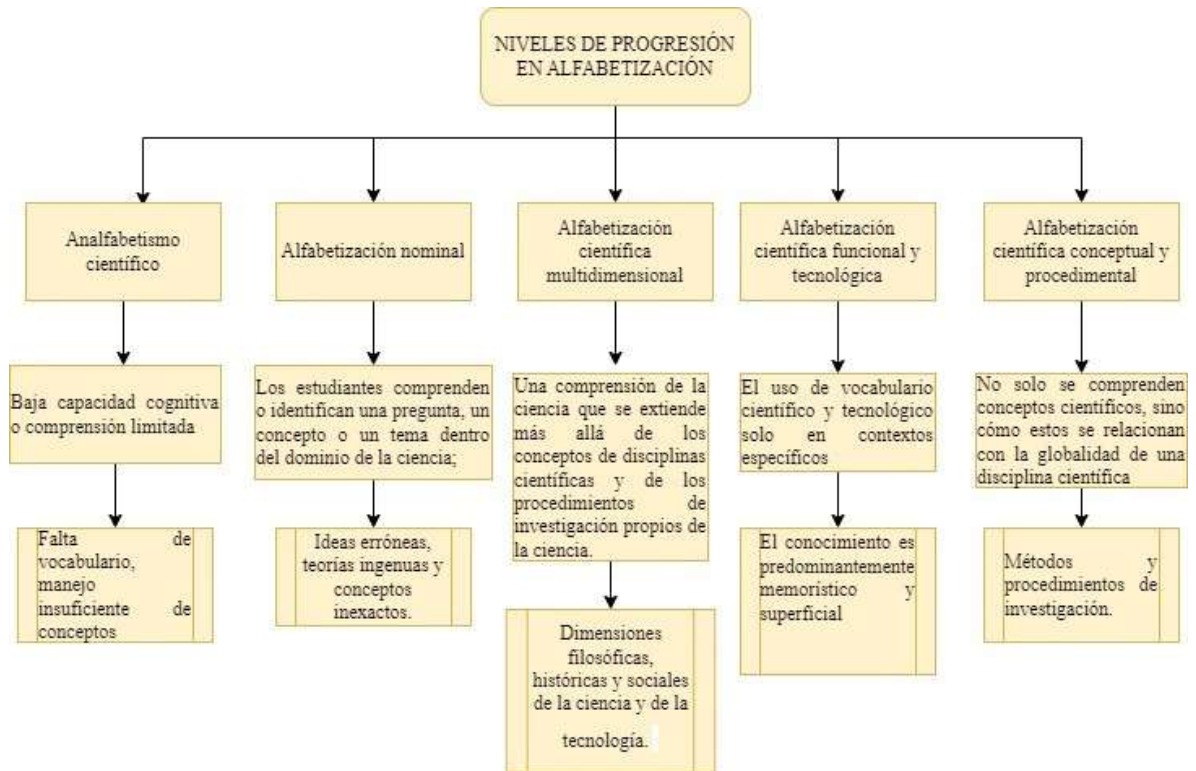 NIVELES DE PROGRESIÓN
EN ALFABETIZACIÓN
Analfabetismo
científico
Alfabetización nominal
Alfabetización
científica
multidimensional
Alfabetización
científica funcional y
tecnológica
Alfabetización
científica conceptual y
procedimental
Baja capacidad cognitiva
o comprensión limitada
Los estudiantes comprenden
o identifican una pregunta, un
concepto o un tema dentro
del dominio de la ciencia;
Una comprensión de la
ciencia que se extiende
más allá de los
conceptos de disciplinas
científicas y de los
procedimientos de
investigación propios de
la ciencia.
El uso de vocabulario
científico y tecnológico
solo en contextos
específicos
No solo se comprenden
conceptos científicos, sino
cómo estos se relacionan
con la globalidad de una
disciplina científica
Falta de
vocabulario,
manejo
insuficiente de
conceptos
Ideas erróneas,
teorías ingenuas y
conceptos
inexactos.
Dimensiones
filosóficas,
históricas y sociales
de la ciencia y de la
tecnología.
El conocimiento es
predominantemente
memorístico y
superficial
Métodos y
procedimientos de
investigación.